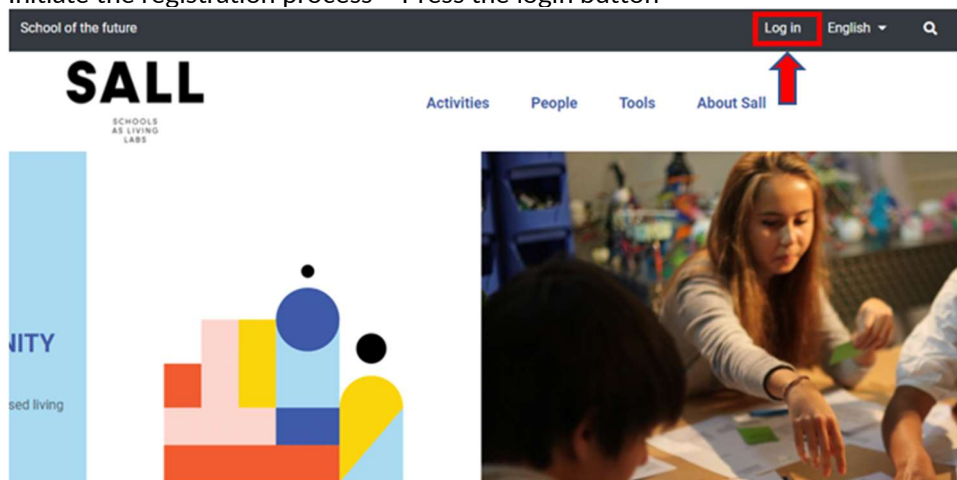 initiate the registration process – Press the login button
School of the future
Log in English
SALL
SCHOOLS
AS LIVING
LABS
Activities People Tools About Sall
NITY
sed living